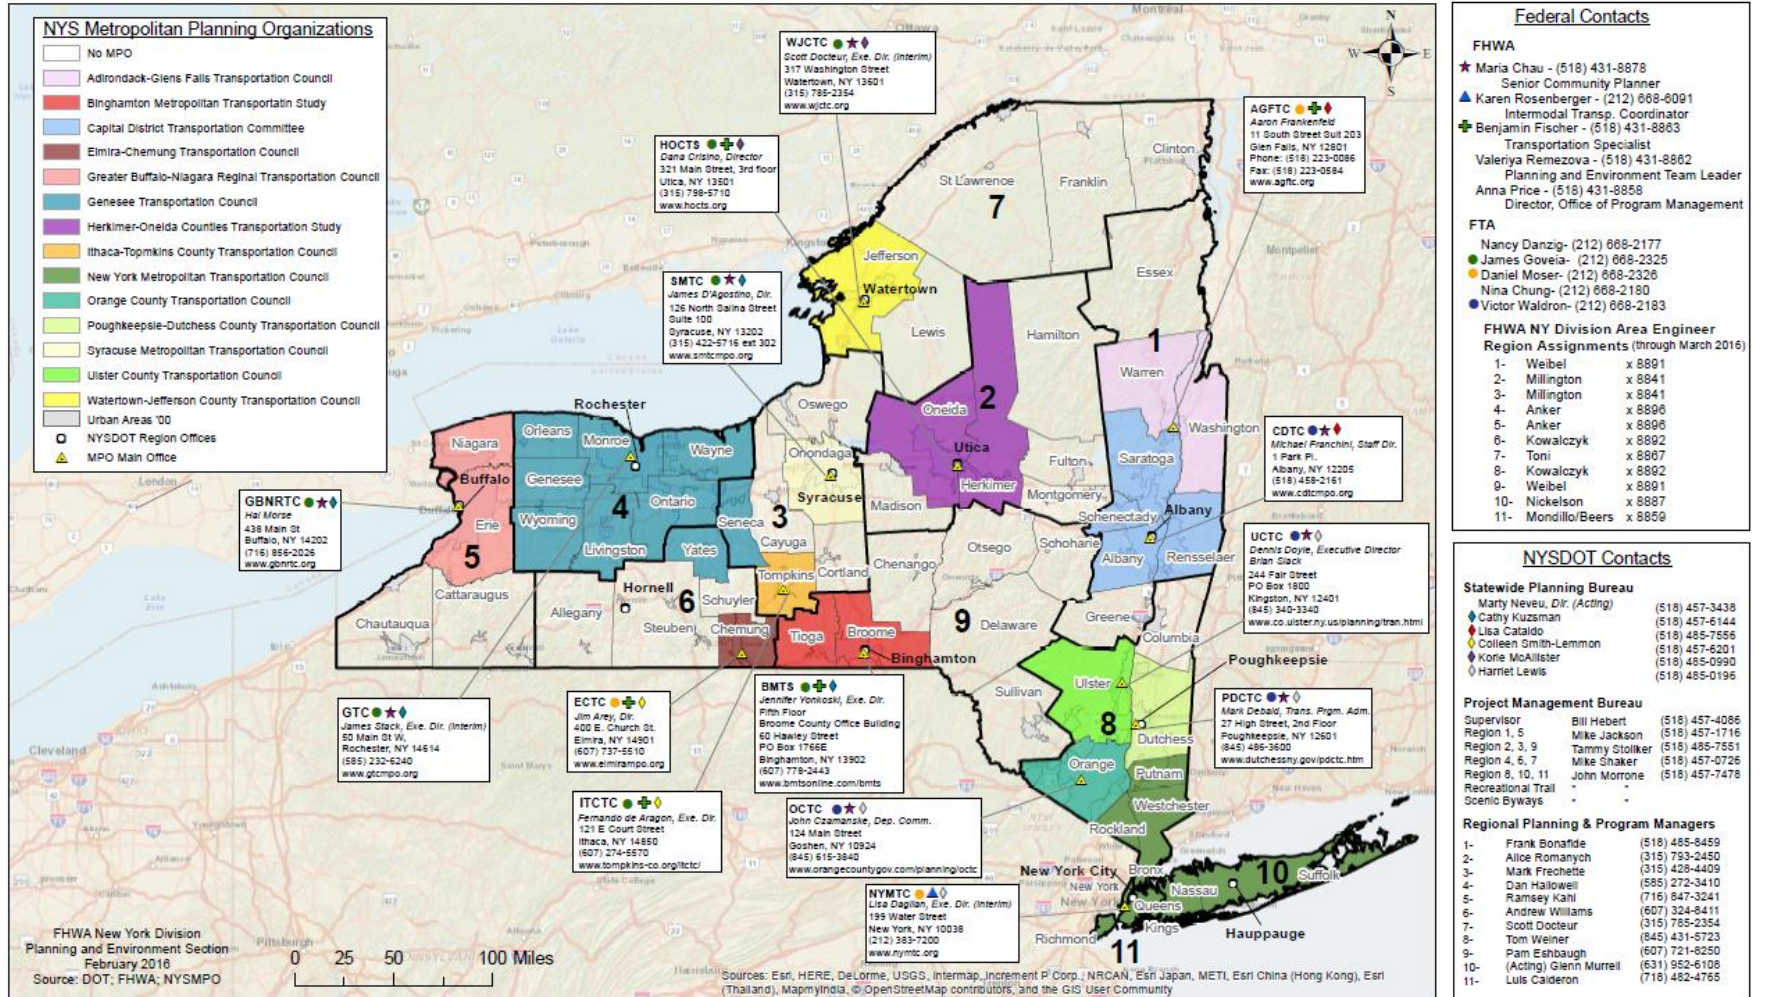 NYS Metropolitan Planning Organizations
No MPO
Adirondack-Glens Falls Transportation Council
Binghamton Metropolitan Transportatin Study
Capital District Transportation Committee
Elmira-Chemung Transportation Council
Greater Buffalo-Niagara Reginal Transportation Council
Genesee Transportation Council
Herkimer-Oneida Counties Transportation Study
Ithaca-Topmkins County Transportation Council
New York Metropolitan Transportation Council
Orange County Transportation Council
Poughkeepsie-Dutchess County Transportation Council
Syracuse Metropolitan Transportation Council
Ulster County Transportation Council
Watertown-Jefferson County Transportation Council
Urban Areas '00
NYSDOT Region Offices
MPO Main Office
WJCTC
Scott Docteur, Exe. Dir. (Interim)
317 Washington Street
Watertown, NY 13601
(315) 785-2354
www.wjctc.org
HOCTS
Dana Crisino, Director
321 Main Street, 3rd floor
Utica, NY 13501
(315) 798-5710
www.hocts.org
SMTC
James D'Agostino, Dir.
126 North Salina Street
Suite 100
Syracuse, NY 13202
(315) 422-5716 ext 302
www.smtcmpo.org
AGFTC
Aaron Frankenfeld
11 South Street Suit 203
Glen Falls, NY 12801
Phone: (518) 223-0086
Fax: (518) 223-0584
www.agftc.org
CDTC
Michael Franchini, Staff Dir.
1 Park Pl.
Albany, NY 12205
(518) 458-2161
www.cdtcmpo.org
UCTC
Dennis Doyle, Executive Director
Brian Slack
244 Fair Street
PO Box 1800
Kingston, NY 12401
(845) 340-3340
www.co.ulster.ny.us/planning/tran.html
GBNRTC
Hal Morse
438 Main St
Buffalo, NY 14202
(716) 856-2026
www.gbnrtc.org
GTC
James Stack, Exe. Dir. (Interim)
50 Main St W,
Rochester, NY 14614
(585) 232-6240
www.gtcmpo.org
ECTC
Jim Arey, Dir.
400 E. Church St.
Elmira, NY 14901
(607) 737-5510
www.elmirampo.org
BMTS
Jennifer Yonkoski, Exe. Dir.
Fifth Floor
Broome County Office Building
60 Hawley Street
PO Box 1766E
Binghamton, NY 13902
(607) 778-2443
www.bmtsonline.com/bmts
ITCTC
Fernando de Aragon, Exe. Dir.
121 E Court Street
Ithaca, NY 14850
(607) 274-5570
www.tompkins-co.org/itctc/
OCTC
John Czamanske, Dep. Comm.
124 Main Street
Goshen, NY 10924
(845) 615-3840
www.orangecountygov.com/planning/octc
PDCTC
Mark Debald, Trans. Prgm. Adm.
27 High Street, 2nd Floor
Poughkeepsie, NY 12601
(845) 486-3600
www.dutchessny.gov/pdctc.htm
NYMTC
Lisa Daglian, Exe. Dir. (Interim)
199 Water Street
New York, NY 10038
(212) 383-7200
www.nymtc.org
N
W E
S
Clinton
St Lawrence
Franklin
7
Jefferson
Essex
Watertown
Lewis
Hamilton
1
Warren
2
Oneida
Oswego
Rochester
Washington
Orleans
Monroe
Niagara
Wayne
Onondaga
Utica
Fulton
Saratoga
Buffalo
Genesee
Herkimer
Syracuse
Ontario
Madison
Montgomery
4
Erie
Wyoming
Seneca
3
Schenectady
Albany
Livingston
Yates
Cayuga
Otsego
Schoharie
Albany
Rensselaer
5
Tompkins
Cortland
Chenango
Cattaraugus
Hornell
6
Allegany
Schuyler
Greene
Chautauqua
Steuben
Chemung
Tioga
Broome
9
Delaware
Columbia
Binghamton
Poughkeepsie
Sullivan
Ulster
8
Dutchess
Orange
Putnam
Westchester
Rockland
New York City
Bronx
New York
Nassau
10
Suffolk
Queens
Kings
Richmond
11
Hauppauge
FHWA New York Division
Planning and Environment Section
February 2016
Source: DOT; FHWA; NYSMPO
0 25 50 100 Miles
Sources: Esri, HERE, DeLorme, USGS, Intermap, increment P Corp., NRCAN, Esri Japan, METI, Esri China (Hong Kong), Esri
(Thailand), MapmyIndia, © OpenStreetMap contributors, and the GIS User Community
Federal Contacts
FHWA
Maria Chau - (518) 431-8878
Senior Community Planner
Karen Rosenberger - (212) 668-6091
Intermodal Transp. Coordinator
Benjamin Fischer - (518) 431-8863
Transportation Specialist
Valeriya Remezova - (518) 431-8862
Planning and Environment Team Leader
Anna Price - (518) 431-8858
Director, Office of Program Management
FTA
Nancy Danzig- (212) 668-2177
James Goveia- (212) 668-2325
Daniel Moser- (212) 668-2326
Nina Chung- (212) 668-2180
Victor Waldron- (212) 668-2183
FHWA NY Division Area Engineer
Region Assignments (through March 2016)
1- Weibel x 8891
2- Millington x 8841
3- Millington x 8841
4- Anker x 8896
5- Anker x 8896
6- Kowalczyk x 8892
7- Toni x 8867
8- Kowalczyk x 8892
9- Weibel x 8891
10- Nickelson x 8887
11- Mondillo/Beers x 8859
NYSDOT Contacts
Statewide Planning Bureau
Marty Neveu, Dir. (Acting) (518) 457-3438
Cathy Kuzsman (518) 457-6144
Lisa Cataldo (518) 485-7556
Colleen Smith-Lemmon (518) 457-6201
Korie McAllister (518) 485-0990
Harriet Lewis (518) 485-0196
Project Management Bureau
Supervisor Bill Hebert (518) 457-4086
Region 1, 5 Mike Jackson (518) 457-1716
Region 2, 3, 9 Tammy Stollker (518) 485-7551
Region 4, 6, 7 Mike Shaker (518) 457-0726
Region 8, 10, 11 John Morrone (518) 457-7478
Recreational Trail " "
Scenic Byways " "
Regional Planning & Program Managers
1- Frank Bonafide (518) 485-8459
2- Alice Romanych (315) 793-2450
3- Mark Frechette (315) 428-4409
4- Dan Hallowell (585) 272-3410
5- Ramsey Kahi (716) 847-3241
6- Andrew Williams (607) 324-8411
7- Scott Docteur (315) 785-2354
8- Tom Weiner (845) 431-5723
9- Pam Eshbaugh (607) 721-8250
10- (Acting) Glenn Murrell (631) 952-6108
11- Luis Calderon (718) 482-4765